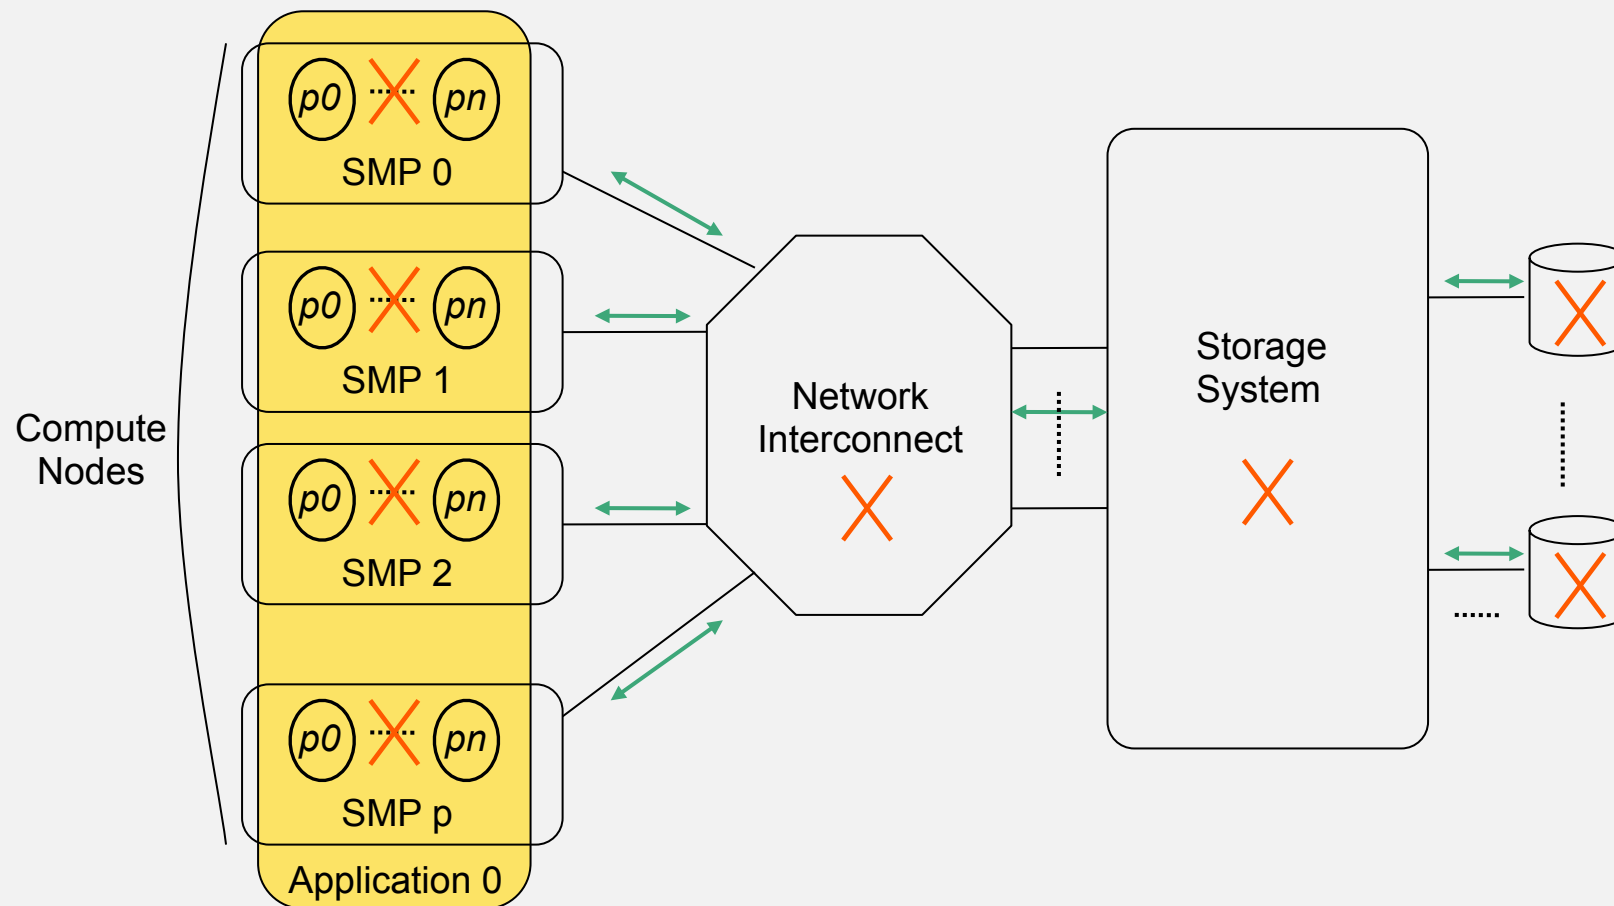 p0 ...... pn
SMP 0
p0 ...... pn
SMP 1
p0 ...... pn
SMP 2
p0 ...... pn
SMP p
Application 0
Compute
Nodes
Network
Interconnect
Storage
System